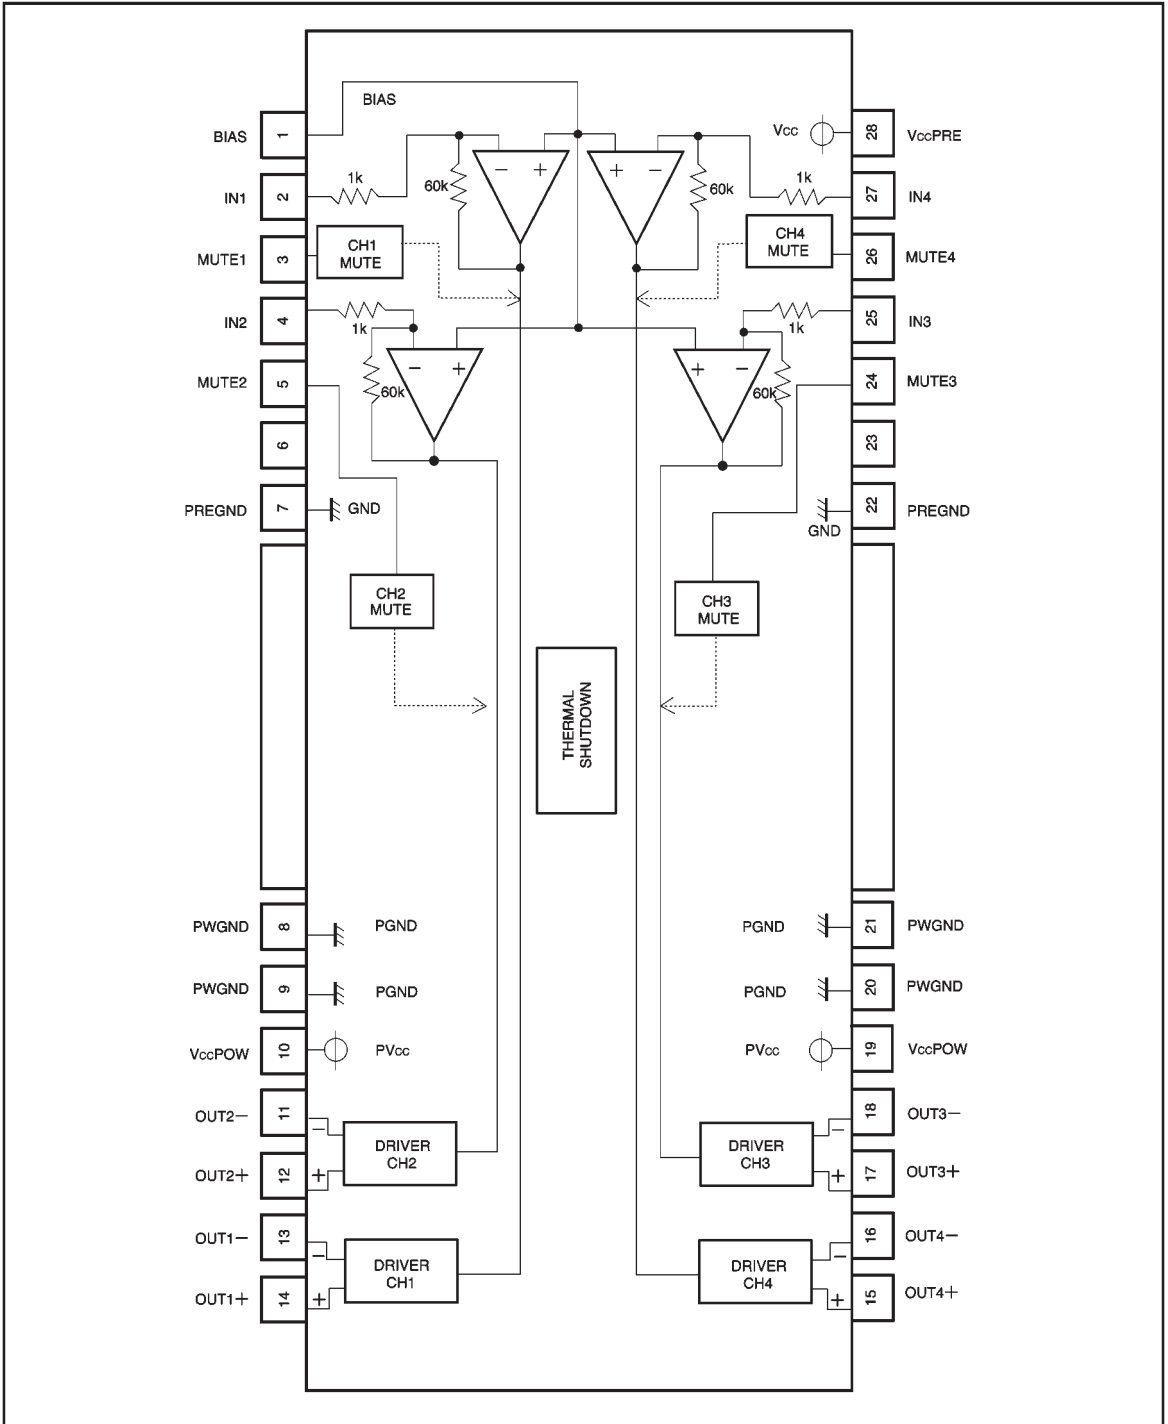 BIAS
BIAS 1
28 VccPRE
Vcc
1k
60k
− +
+ −
60k
1k
IN1 2
27 IN4
MUTE1 3
CH1
MUTE
CH4
MUTE
26 MUTE4
IN2 4
1k
1k
25 IN3
MUTE2 5
− +
60k
+ −
60k
24 MUTE3
6
23
PREGND 7
GND
GND
22 PREGND
CH2
MUTE
CH3
MUTE
THERMAL
SHUTDOWN
PWGND 8
PGND
PGND
21 PWGND
PWGND 9
PGND
PGND
20 PWGND
VccPOW 10
PVcc
PVcc
19 VccPOW
OUT2− 11
−
DRIVER
CH2
DRIVER
CH3
−
18 OUT3−
OUT2+ 12
+
+
17 OUT3+
OUT1− 13
−
DRIVER
CH1
DRIVER
CH4
−
16 OUT4−
OUT1+ 14
+
+
15 OUT4+